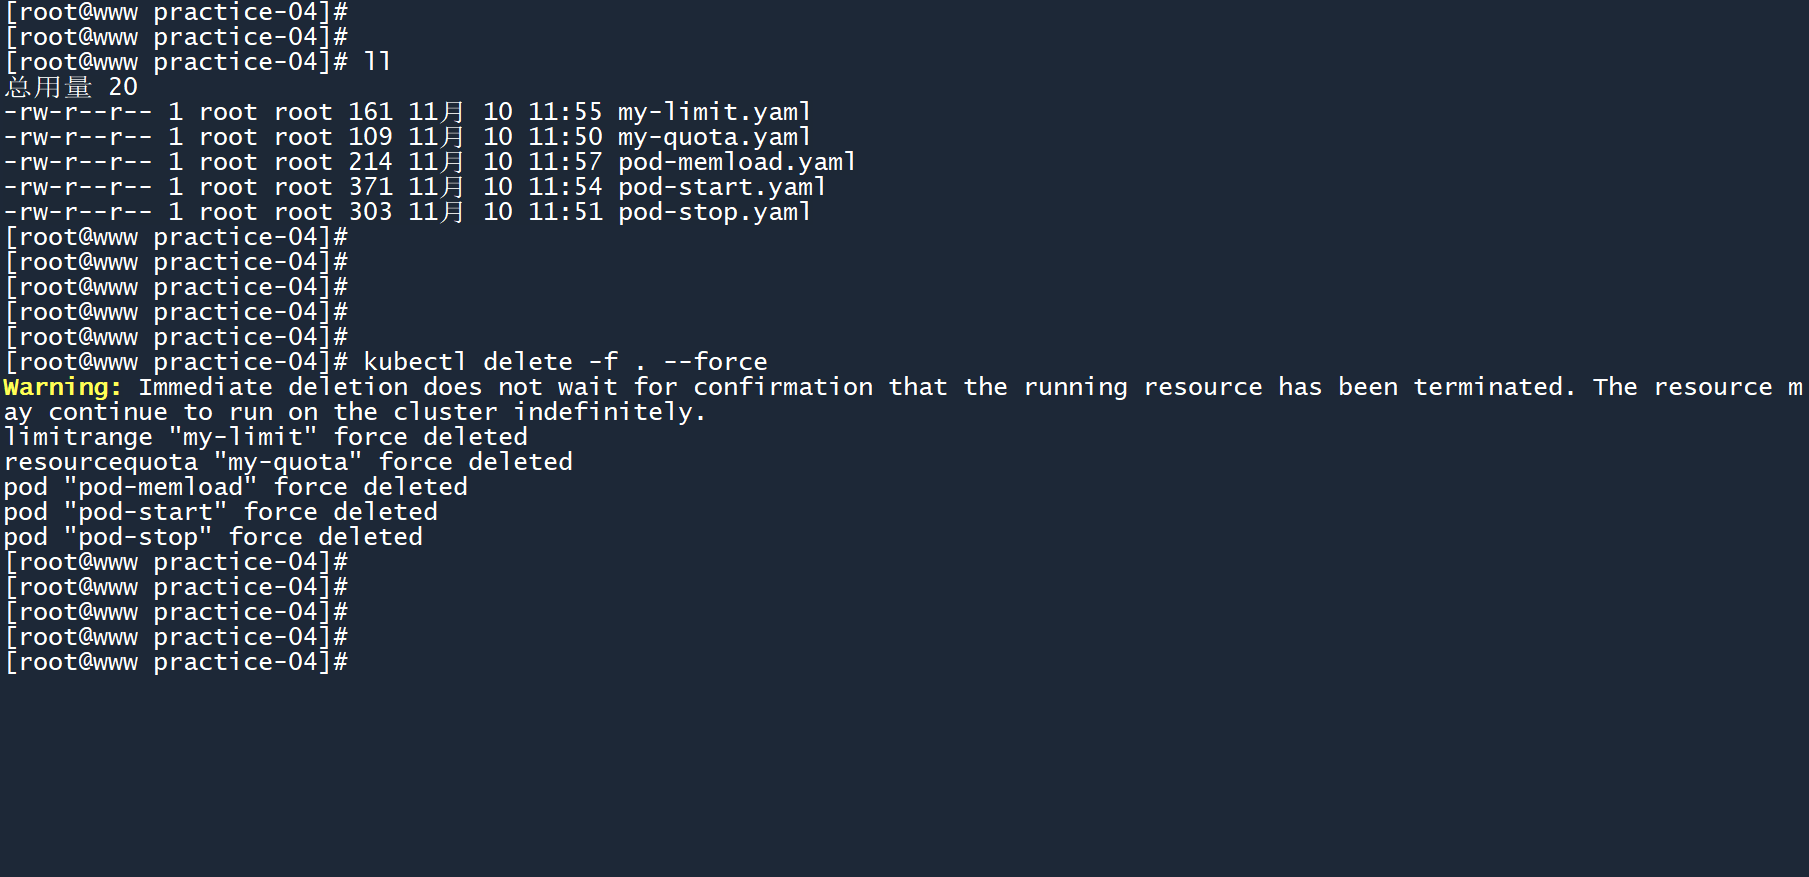 [root@www practice-04]#
[root@www practice-04]#
[root@www practice-04]# ll
总用量 20
-rw-r--r-- 1 root root 161 11月 10 11:55 my-limit.yaml
-rw-r--r-- 1 root root 109 11月 10 11:50 my-quota.yaml
-rw-r--r-- 1 root root 214 11月 10 11:57 pod-memload.yaml
-rw-r--r-- 1 root root 371 11月 10 11:54 pod-start.yaml
-rw-r--r-- 1 root root 303 11月 10 11:51 pod-stop.yaml
[root@www practice-04]#
[root@www practice-04]#
[root@www practice-04]#
[root@www practice-04]#
[root@www practice-04]#
[root@www practice-04]# kubectl delete -f . --force
Warning: Immediate deletion does not wait for confirmation that the running resource has been terminated. The resource m
ay continue to run on the cluster indefinitely.
limitrange "my-limit" force deleted
resourcequota "my-quota" force deleted
pod "pod-memload" force deleted
pod "pod-start" force deleted
pod "pod-stop" force deleted
[root@www practice-04]#
[root@www practice-04]#
[root@www practice-04]#
[root@www practice-04]#
[root@www practice-04]#